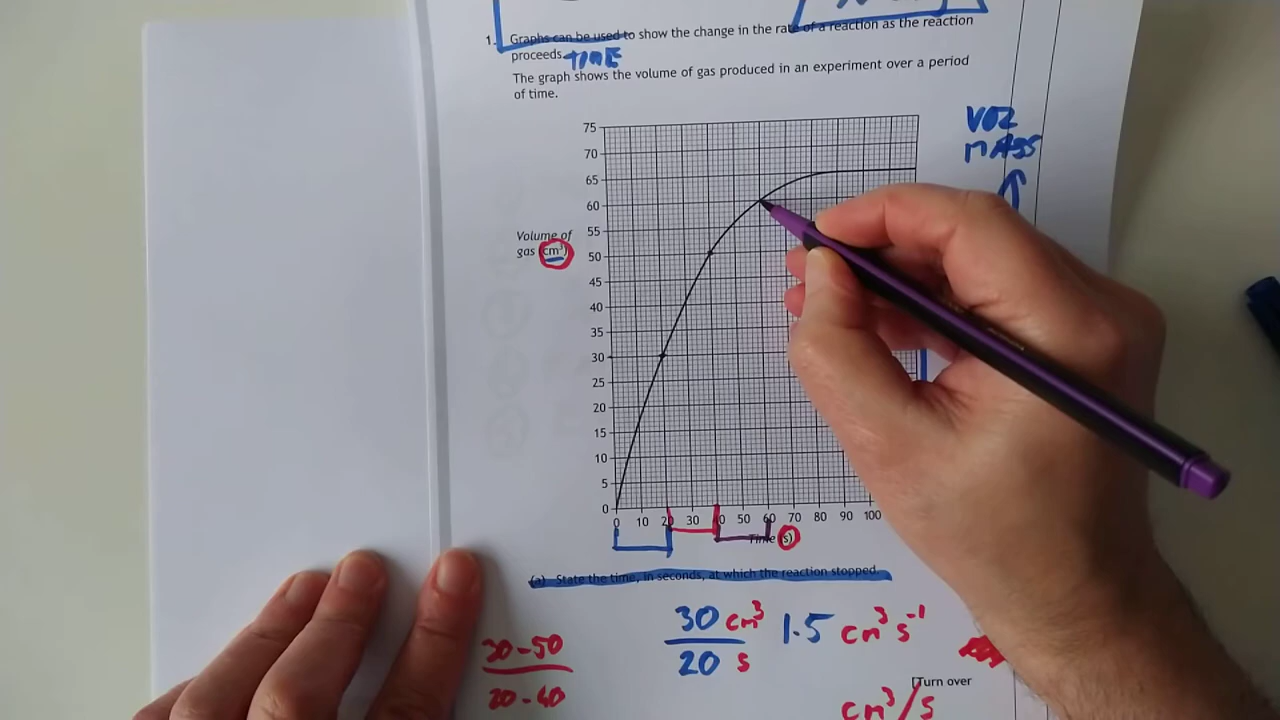 1. Graphs can be used to show the change in the rate of a reaction as the reaction
proceeds.
TIME
The graph shows the volume of gas produced in an experiment over a period
of time.
VOL
MASS
75
70
65
60
55
50
45
40
35
30
25
20
15
10
5
0
Volume of
gas (cm³)
0 10 20 30 40 50 60 70 80 90 100
Time (s)
(a) State the time, in seconds, at which the reaction stopped.
30 cm³
20 s
1.5 cm³ s⁻¹
30-50
20-40
[Turn over
cm³/s